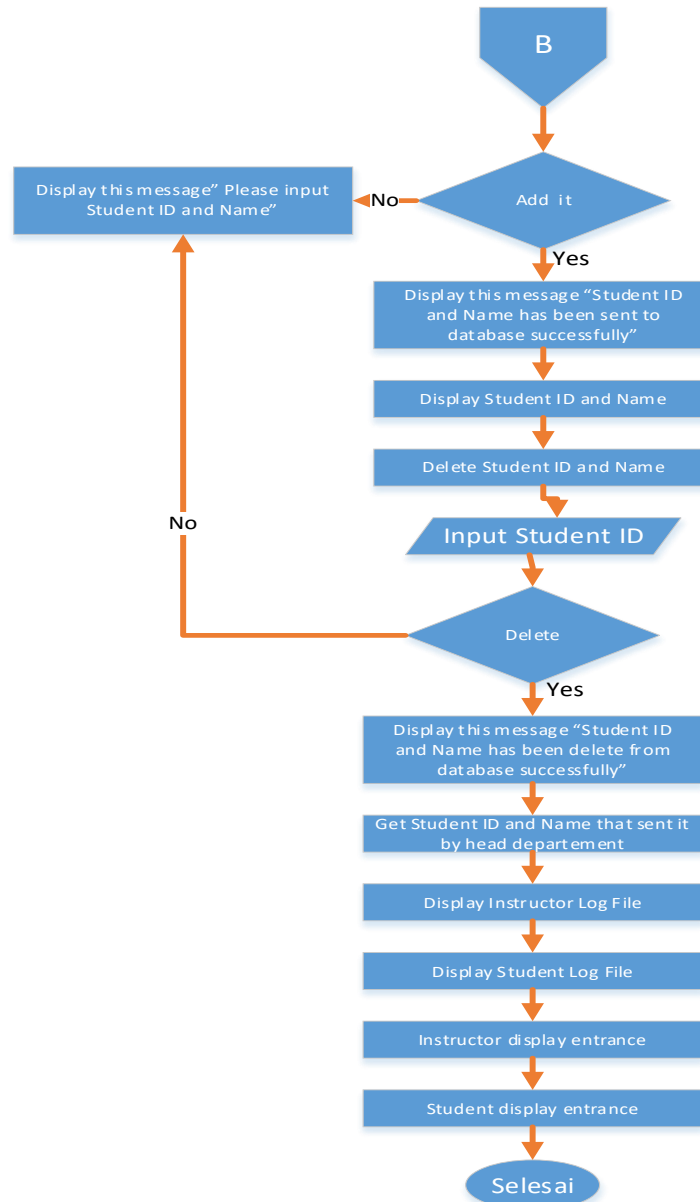 B
Add it
No
Display this message” Please input
Student ID and Name”
Yes
Display this message “Student ID
and Name has been sent to
database successfully”
Display Student ID and Name
Delete Student ID and Name
Input Student ID
No
Delete
Yes
Display this message “Student ID
and Name has been delete from
database successfully”
Get Student ID and Name that sent it
by head departement
Display Instructor Log File
Display Student Log File
Instructor display entrance
Student display entrance
Selesai